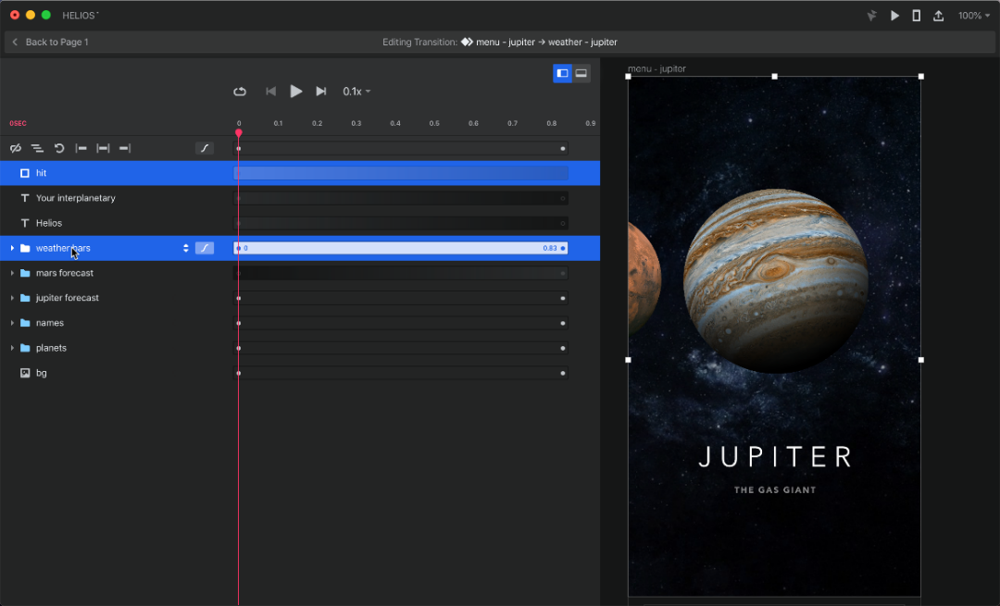 HELIOS
100%
Back to Page 1
Editing Transition: menu - jupiter → weather - jupiter
menu - jupiter
0.1x
0SEC
0 0.1 0.2 0.3 0.4 0.5 0.6 0.7 0.8 0.9
hit
Your interplanetary
Helios
weather bars
0 0.83
mars forecast
jupiter forecast
names
planets
bg
JUPITER
THE GAS GIANT